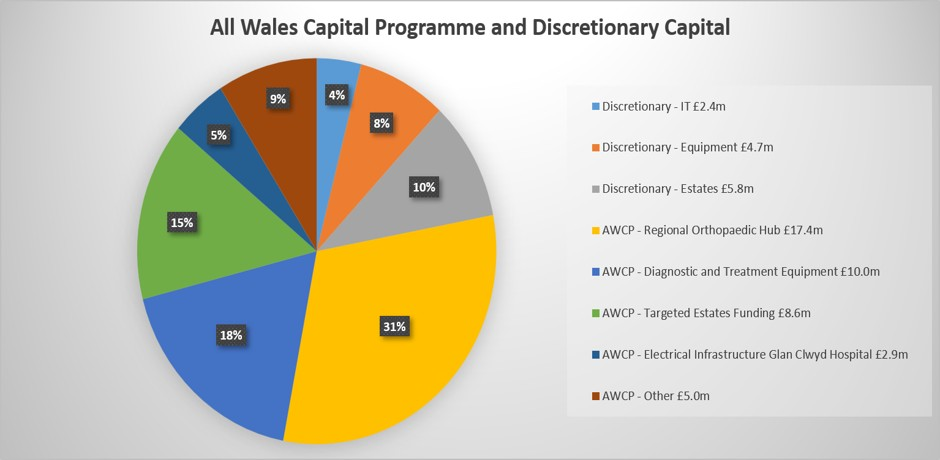 All Wales Capital Programme and Discretionary Capital
4%
8%
10%
31%
18%
15%
5%
9%
Discretionary - IT £2.4m
Discretionary - Equipment £4.7m
Discretionary - Estates £5.8m
AWCP - Regional Orthopaedic Hub £17.4m
AWCP - Diagnostic and Treatment Equipment £10.0m
AWCP - Targeted Estates Funding £8.6m
AWCP - Electrical Infrastructure Glan Clwyd Hospital £2.9m
AWCP - Other £5.0m